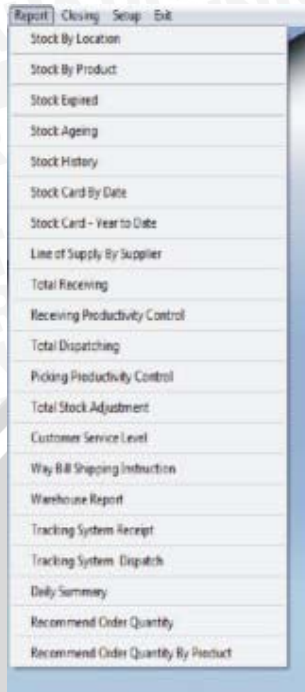 Report Closing Setup Exit
Stock By Location
Stock By Product
Stock Expired
Stock Ageing
Stock History
Stock Card By Date
Stock Card - Year to Date
Line of Supply By Supplier
Total Receiving
Receiving Productivity Control
Total Dispatching
Picking Productivity Control
Total Stock Adjustment
Customer Service Level
Way Bill Shipping Instruction
Warehouse Report
Tracking System Receipt
Tracking System Dispatch
Daily Summary
Recommend Order Quantity
Recommend Order Quantity By Product